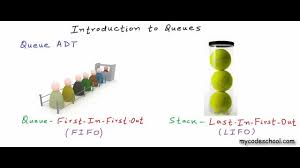 Introduction to Queues
Queue ADT
Queue - First-In-First-Out
(FIFO)
Stack - Last-In-First-Out
(LIFO)
mycodeschool.com